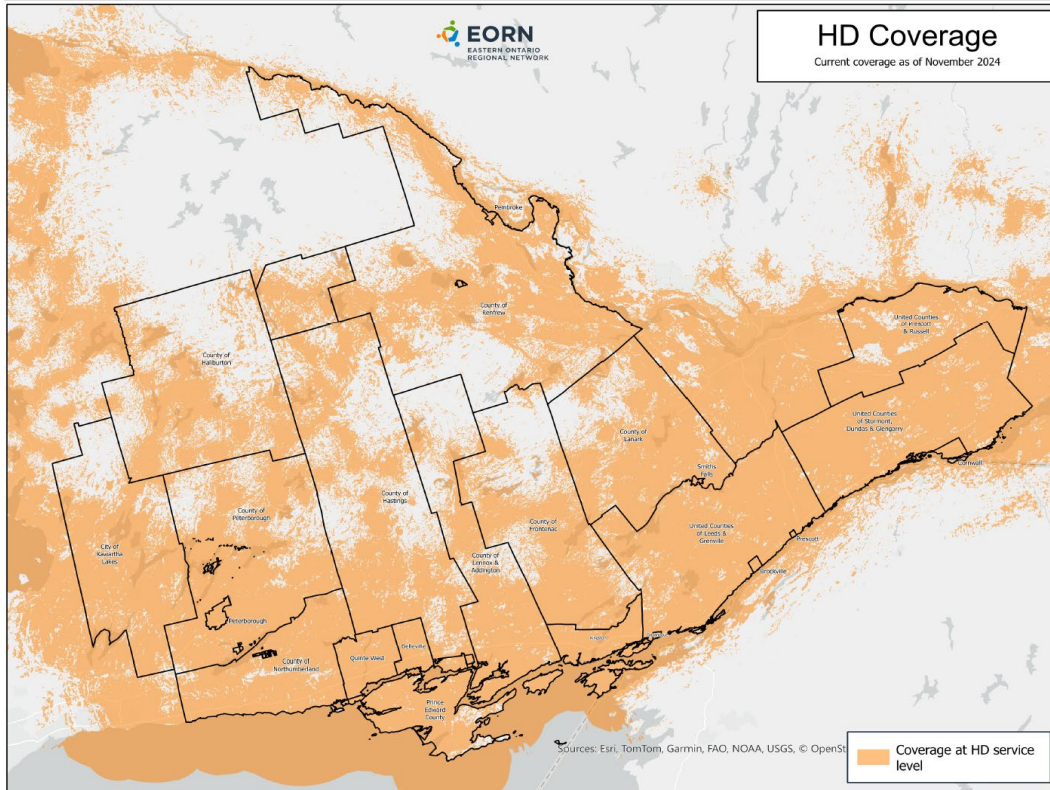 EORN
EASTERN ONTARIO
REGIONAL NETWORK
HD Coverage
Current coverage as of November 2024
Pembroke
County of
Renfrew
United Counties
of Prescott
& Russell
County of
Haliburton
United Counties
of Stormont,
Dundas & Glengarry
County of
Lanark
Cornwall
Smiths
Falls
County of
Hastings
County of
Peterborough
County of
Frontenac
United Counties
of Leeds &
Grenville
Prescott
City of
Kawartha
Lakes
County of
Lennox &
Addington
Brockville
Peterborough
Kingston
Belleville
Quinte West
County of
Northumberland
Prince
Edward
County
Sources: Esri, TomTom, Garmin, FAO, NOAA, USGS, © OpenSt
Coverage at HD service
level